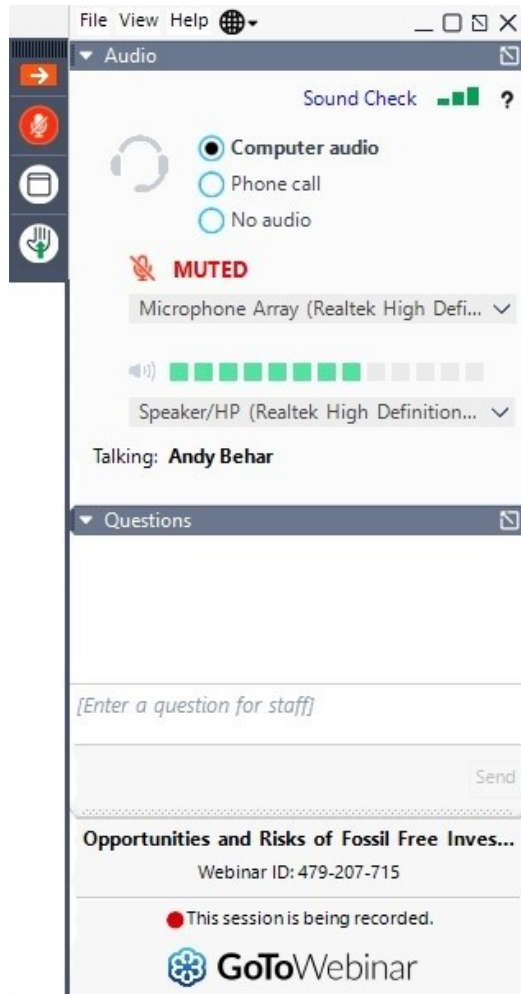 File View Help
Audio
Sound Check ?
Computer audio
Phone call
No audio
MUTED
Microphone Array (Realtek High Defi...
Speaker/HP (Realtek High Definition...
Talking: Andy Behar
Questions
[Enter a question for staff]
Send
Opportunities and Risks of Fossil Free Inves...
Webinar ID: 479-207-715
This session is being recorded.
GoToWebinar